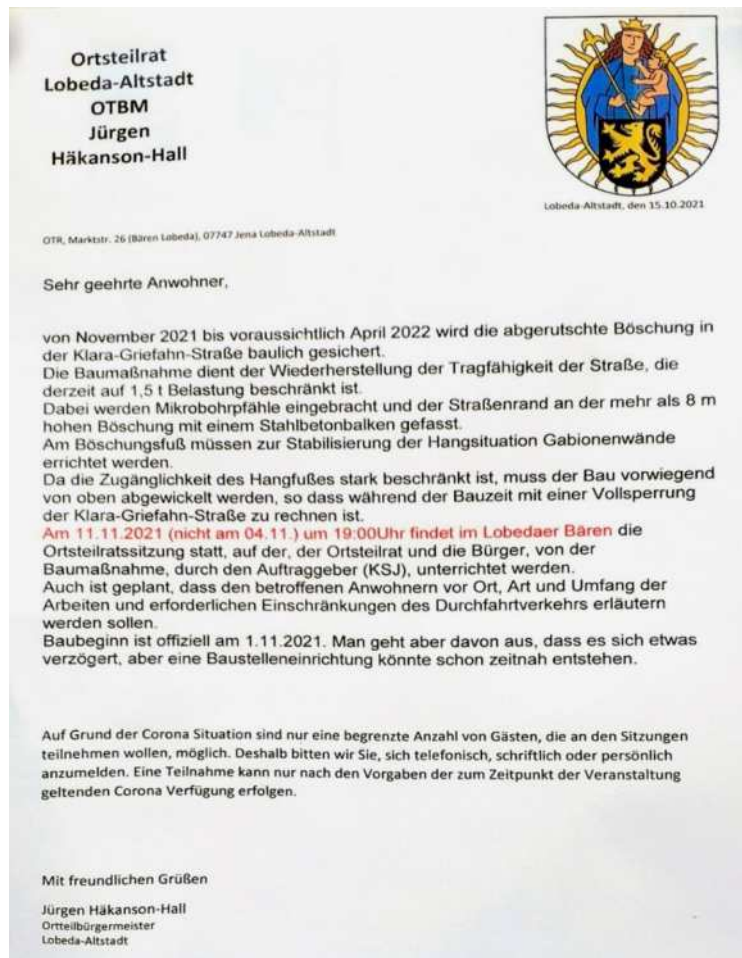 Ortsteilrat
Lobeda-Altstadt
OTBM
Jürgen
Häkanson-Hall
Lobeda-Altstadt, den 15.10.2021
OTR, Marktstr. 26 (Bären Lobeda), 07747 Jena Lobeda-Altstadt
Sehr geehrte Anwohner,
von November 2021 bis voraussichtlich April 2022 wird die abgerutschte Böschung in
der Klara-Griefahn-Straße baulich gesichert.
Die Baumaßnahme dient der Wiederherstellung der Tragfähigkeit der Straße, die
derzeit auf 1,5 t Belastung beschränkt ist.
Dabei werden Mikrobohrpfähle eingebracht und der Straßenrand an der mehr als 8 m
hohen Böschung mit einem Stahlbetonbalken gefasst.
Am Böschungsfuß müssen zur Stabilisierung der Hangsituation Gabionenwände
errichtet werden.
Da die Zugänglichkeit des Hangfußes stark beschränkt ist, muss der Bau vorwiegend
von oben abgewickelt werden, so dass während der Bauzeit mit einer Vollsperrung
der Klara-Griefahn-Straße zu rechnen ist.
Am 11.11.2021 (nicht am 04.11.) um 19:00Uhr findet im Lobedaer Bären die
Ortsteilratssitzung statt, auf der, der Ortsteilrat und die Bürger, von der
Baumaßnahme, durch den Auftraggeber (KSJ), unterrichtet werden.
Auch ist geplant, dass den betroffenen Anwohnern vor Ort, Art und Umfang der
Arbeiten und erforderlichen Einschränkungen des Durchfahrtverkehrs erläutern
werden sollen.
Baubeginn ist offiziell am 1.11.2021. Man geht aber davon aus, dass es sich etwas
verzögert, aber eine Baustelleneinrichtung könnte schon zeitnah entstehen.
Auf Grund der Corona Situation sind nur eine begrenzte Anzahl von Gästen, die an den Sitzungen
teilnehmen wollen, möglich. Deshalb bitten wir Sie, sich telefonisch, schriftlich oder persönlich
anzumelden. Eine Teilnahme kann nur nach den Vorgaben der zum Zeitpunkt der Veranstaltung
geltenden Corona Verfügung erfolgen.
Mit freundlichen Grüßen
Jürgen Häkanson-Hall
Ortteilbürgermeister
Lobeda-Altstadt